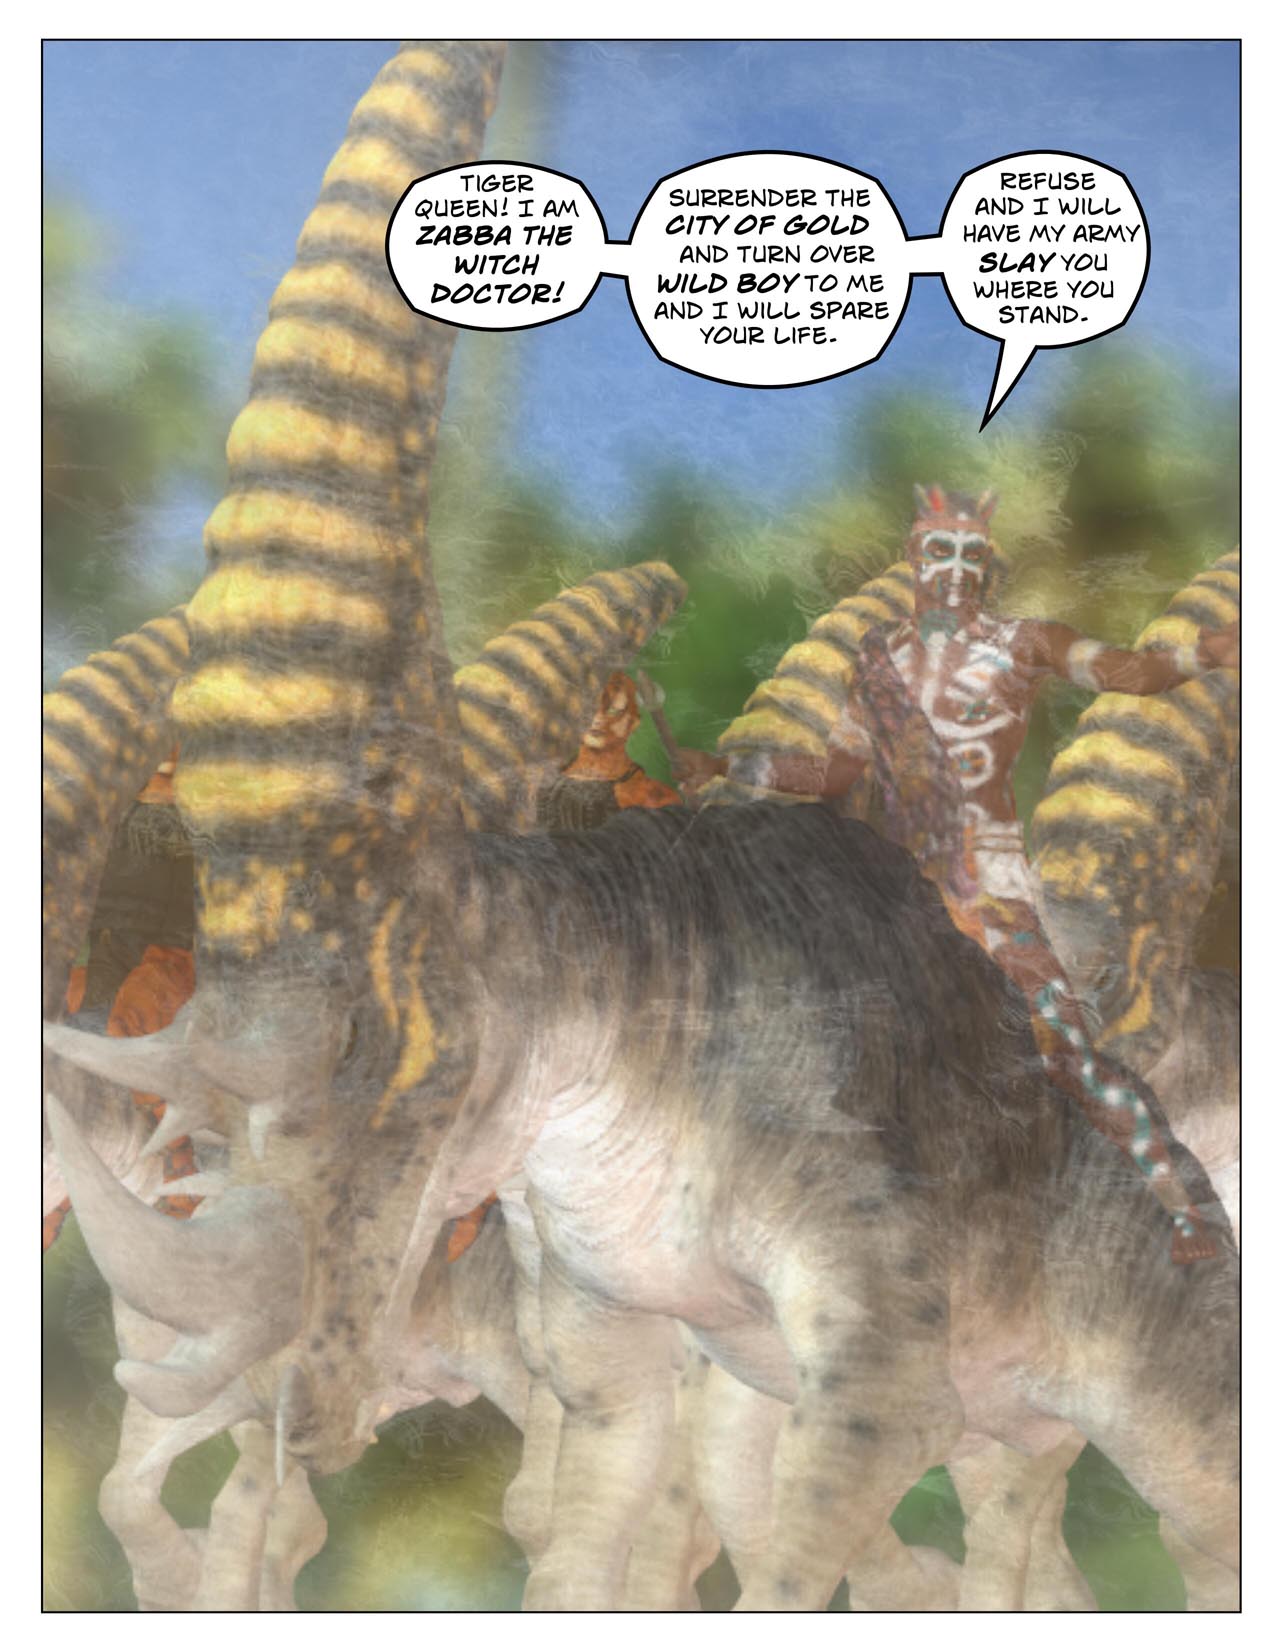 TIGER
QUEEN! I AM
ZABBA THE
WITCH
DOCTOR!
SURRENDER THE
CITY OF GOLD
AND TURN OVER
WILD BOY TO ME
AND I WILL SPARE
YOUR LIFE.
REFUSE
AND I WILL
HAVE MY ARMY
SLAY YOU
WHERE YOU
STAND.